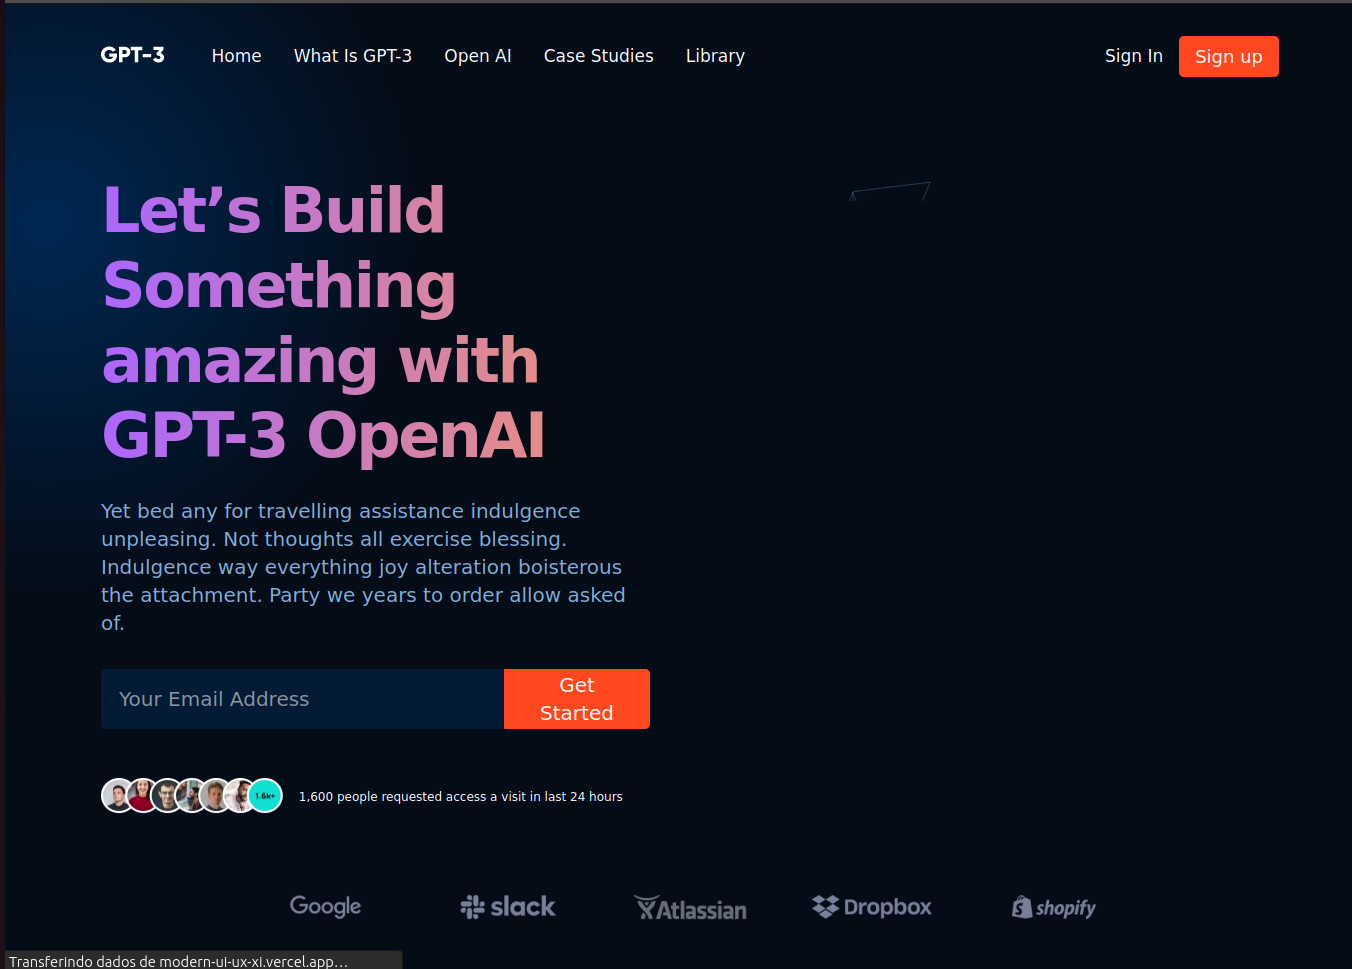 GPT-3 Home What Is GPT-3 Open AI Case Studies Library Sign In Sign up
Let’s Build
Something
amazing with
GPT-3 OpenAI
Yet bed any for travelling assistance indulgence
unpleasing. Not thoughts all exercise blessing.
Indulgence way everything joy alteration boisterous
the attachment. Party we years to order allow asked
of.
Your Email Address
Get
Started
1.6k+
1,600 people requested access a visit in last 24 hours
Google slack Atlassian Dropbox shopify
Transferindo dados de modern-ui-ux-xi.vercel.app…